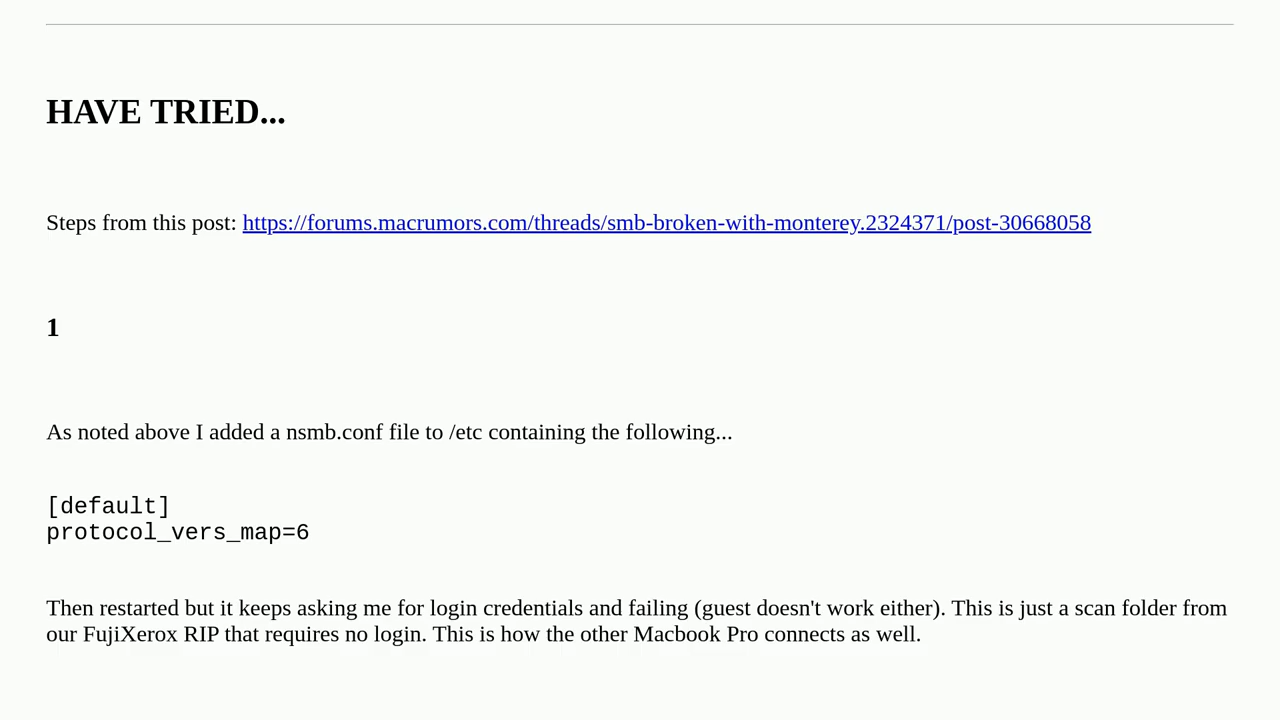 HAVE TRIED...
Steps from this post: https://forums.macrumors.com/threads/smb-broken-with-monterey.2324371/post-30668058
1
As noted above I added a nsmb.conf file to /etc containing the following...
[default]
protocol_vers_map=6
Then restarted but it keeps asking me for login credentials and failing (guest doesn't work either). This is just a scan folder from
our FujiXerox RIP that requires no login. This is how the other Macbook Pro connects as well.